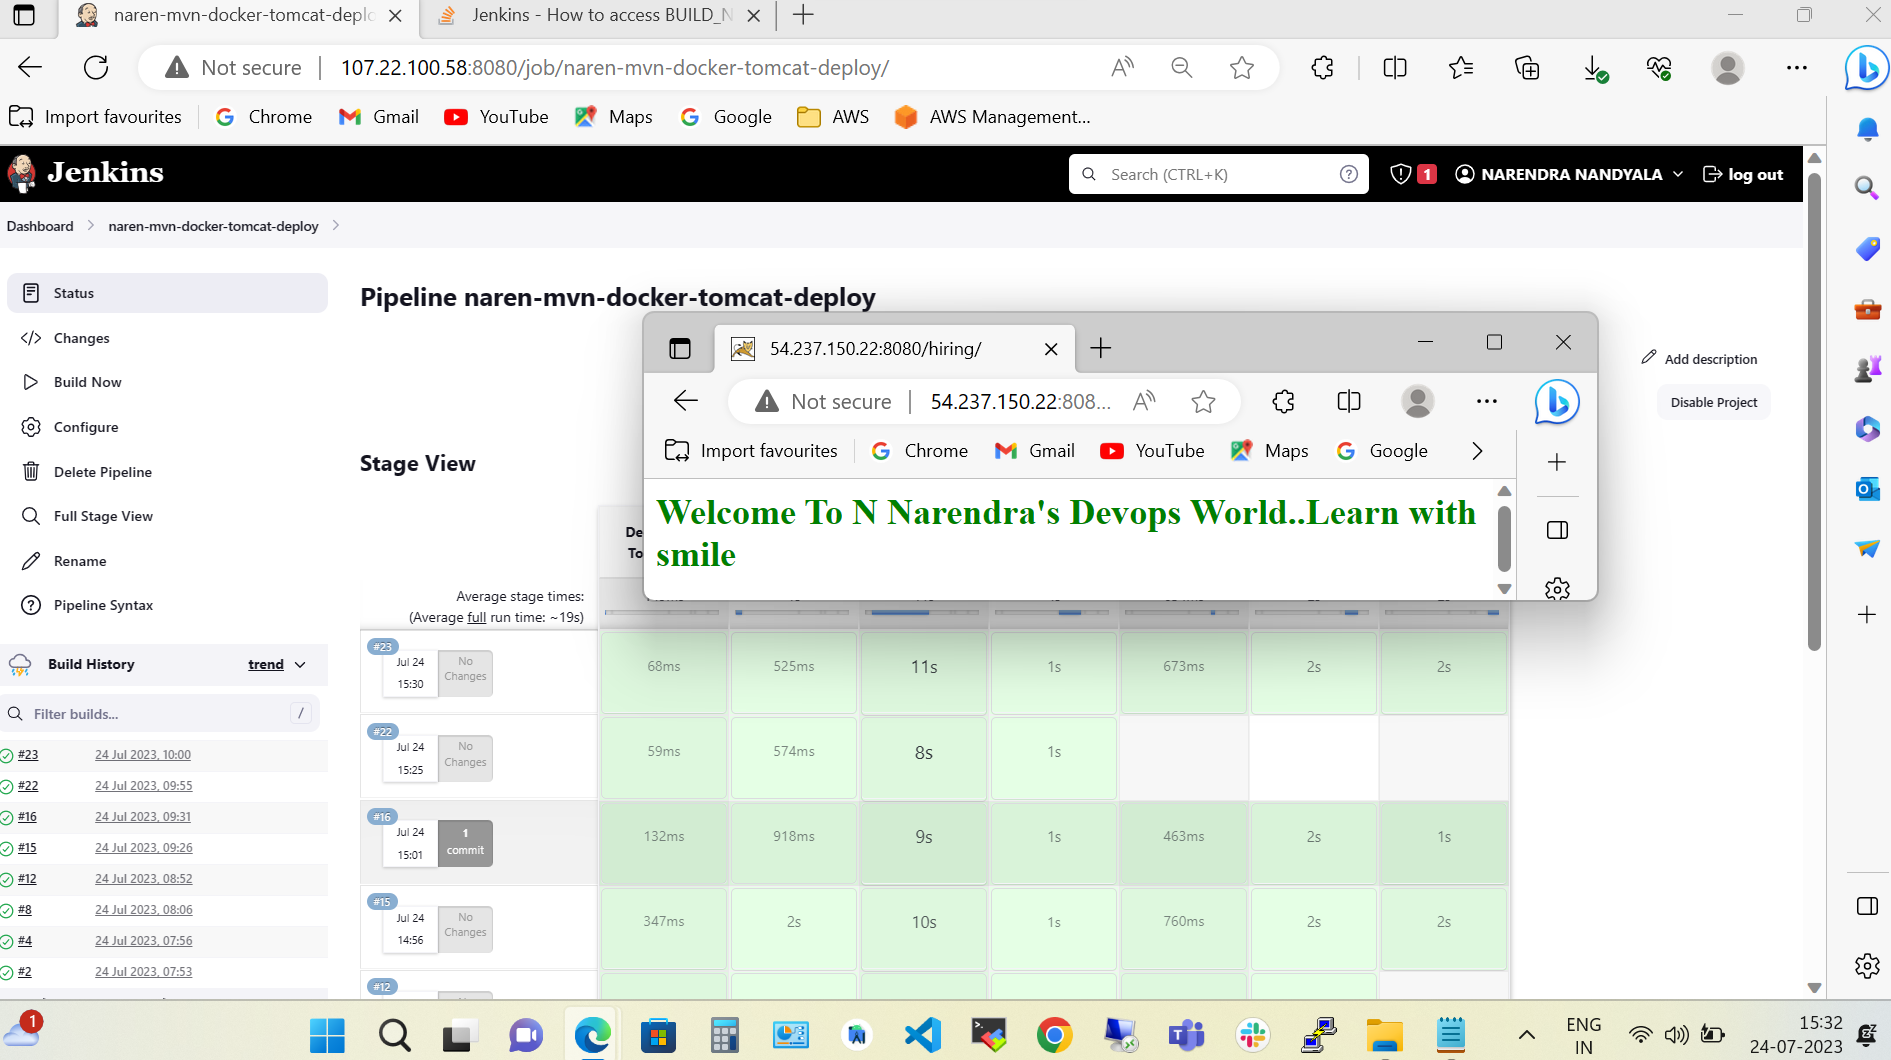 naren-mvn-docker-tomcat-deplo
Jenkins - How to access BUILD_N
Not secure
107.22.100.58:8080/job/naren-mvn-docker-tomcat-deploy/
Import favourites
Chrome
Gmail
YouTube
Maps
Google
AWS
AWS Management...
Jenkins
Search (CTRL+K)
1
NARENDRA NANDYALA
log out
Dashboard
naren-mvn-docker-tomcat-deploy
Status
Changes
Build Now
Configure
Delete Pipeline
Full Stage View
Rename
Pipeline Syntax
Pipeline naren-mvn-docker-tomcat-deploy
Add description
Disable Project
Stage View
54.237.150.22:8080/hiring/
Not secure
54.237.150.22:808...
Import favourites
Chrome
Gmail
YouTube
Maps
Google
Welcome To N Narendra's Devops World..Learn with
smile
De
To
Average stage times:
(Average full run time: ~19s)
Build History
trend
Filter builds...
/
#23 24 Jul 2023, 10:00
#22 24 Jul 2023, 09:55
#16 24 Jul 2023, 09:31
#15 24 Jul 2023, 09:26
#12 24 Jul 2023, 08:52
#8 24 Jul 2023, 08:06
#4 24 Jul 2023, 07:56
#2 24 Jul 2023, 07:53
#23
Jul 24
15:30
No
Changes
68ms 525ms 11s 1s 673ms 2s 2s
#22
Jul 24
15:25
No
Changes
59ms 574ms 8s 1s
#16
Jul 24
15:01
1
commit
132ms 918ms 9s 1s 463ms 2s 1s
#15
Jul 24
14:56
No
Changes
347ms 2s 10s 1s 760ms 2s 2s
#12
1
ENG
IN
15:32
24-07-2023